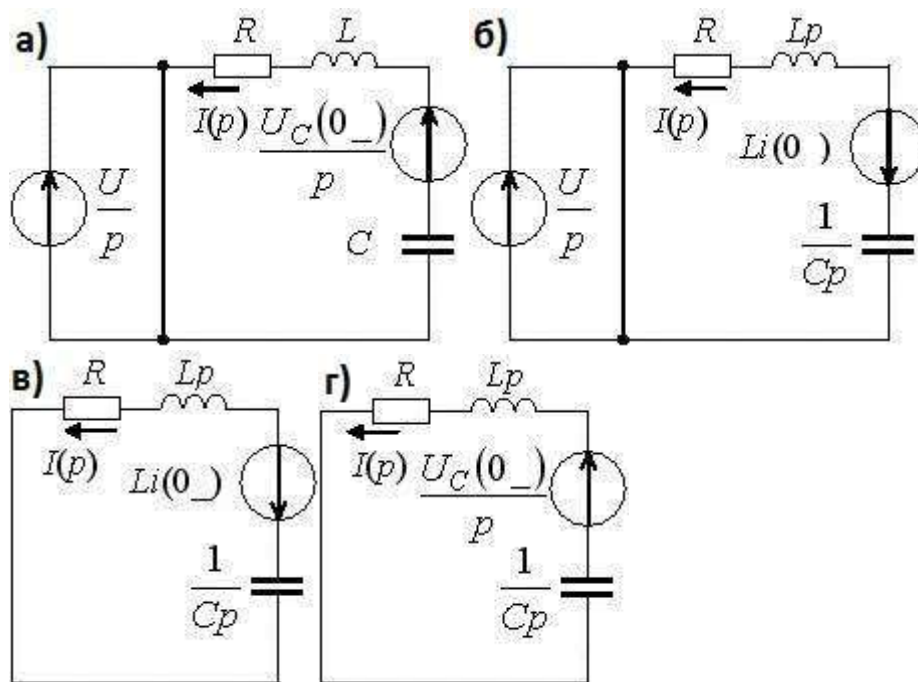 а)
R
L
I(p)
U_C(0_)
p
U
p
C
б)
R
Lp
I(p)
Li(0 )
U
p
1
Cp
в)
R
Lp
I(p)
Li(0_)
1
Cp
г)
R
Lp
I(p)
U_C(0_)
p
1
Cp